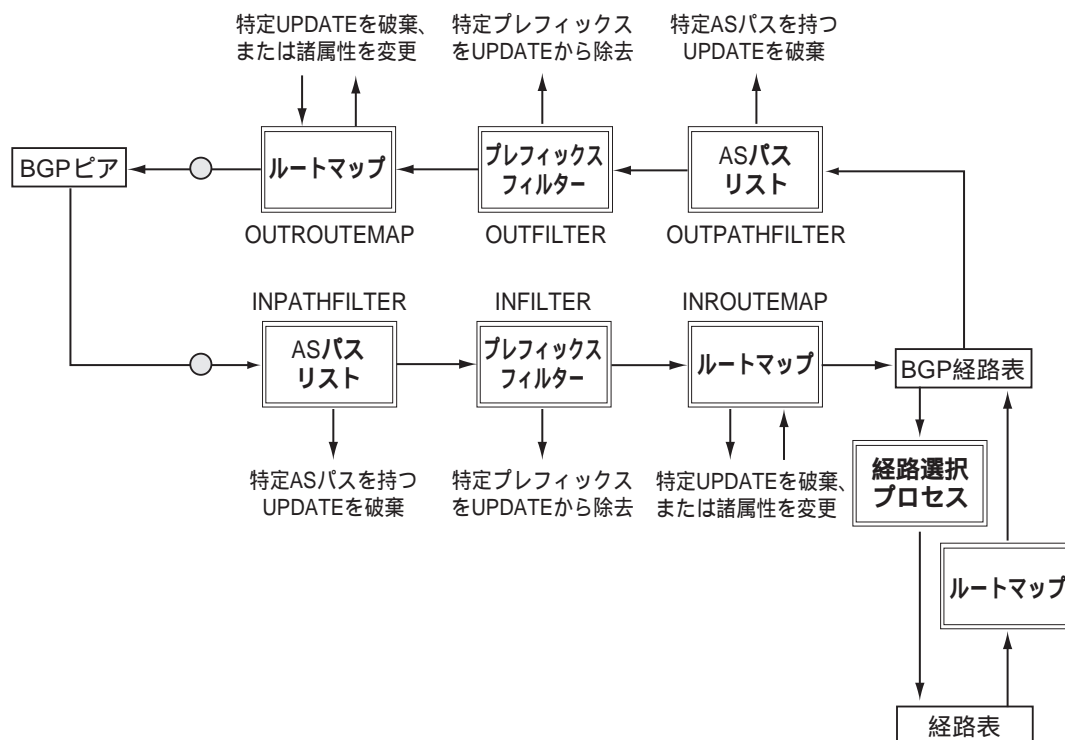 特定UPDATEを破棄、
または諸属性を変更
特定プレフィックス
をUPDATEから除去
特定ASパスを持つ
UPDATEを破棄
BGPピア
ルートマップ
プレフィックス
フィルター
ASパス
リスト
OUTROUTEMAP
OUTFILTER
OUTPATHFILTER
INPATHFILTER
INFILTER
INROUTEMAP
ASパス
リスト
プレフィックス
フィルター
ルートマップ
BGP経路表
特定ASパスを持つ
UPDATEを破棄
特定プレフィックス
をUPDATEから除去
特定UPDATEを破棄、
または諸属性を変更
経路選択
プロセス
ルートマップ
経路表